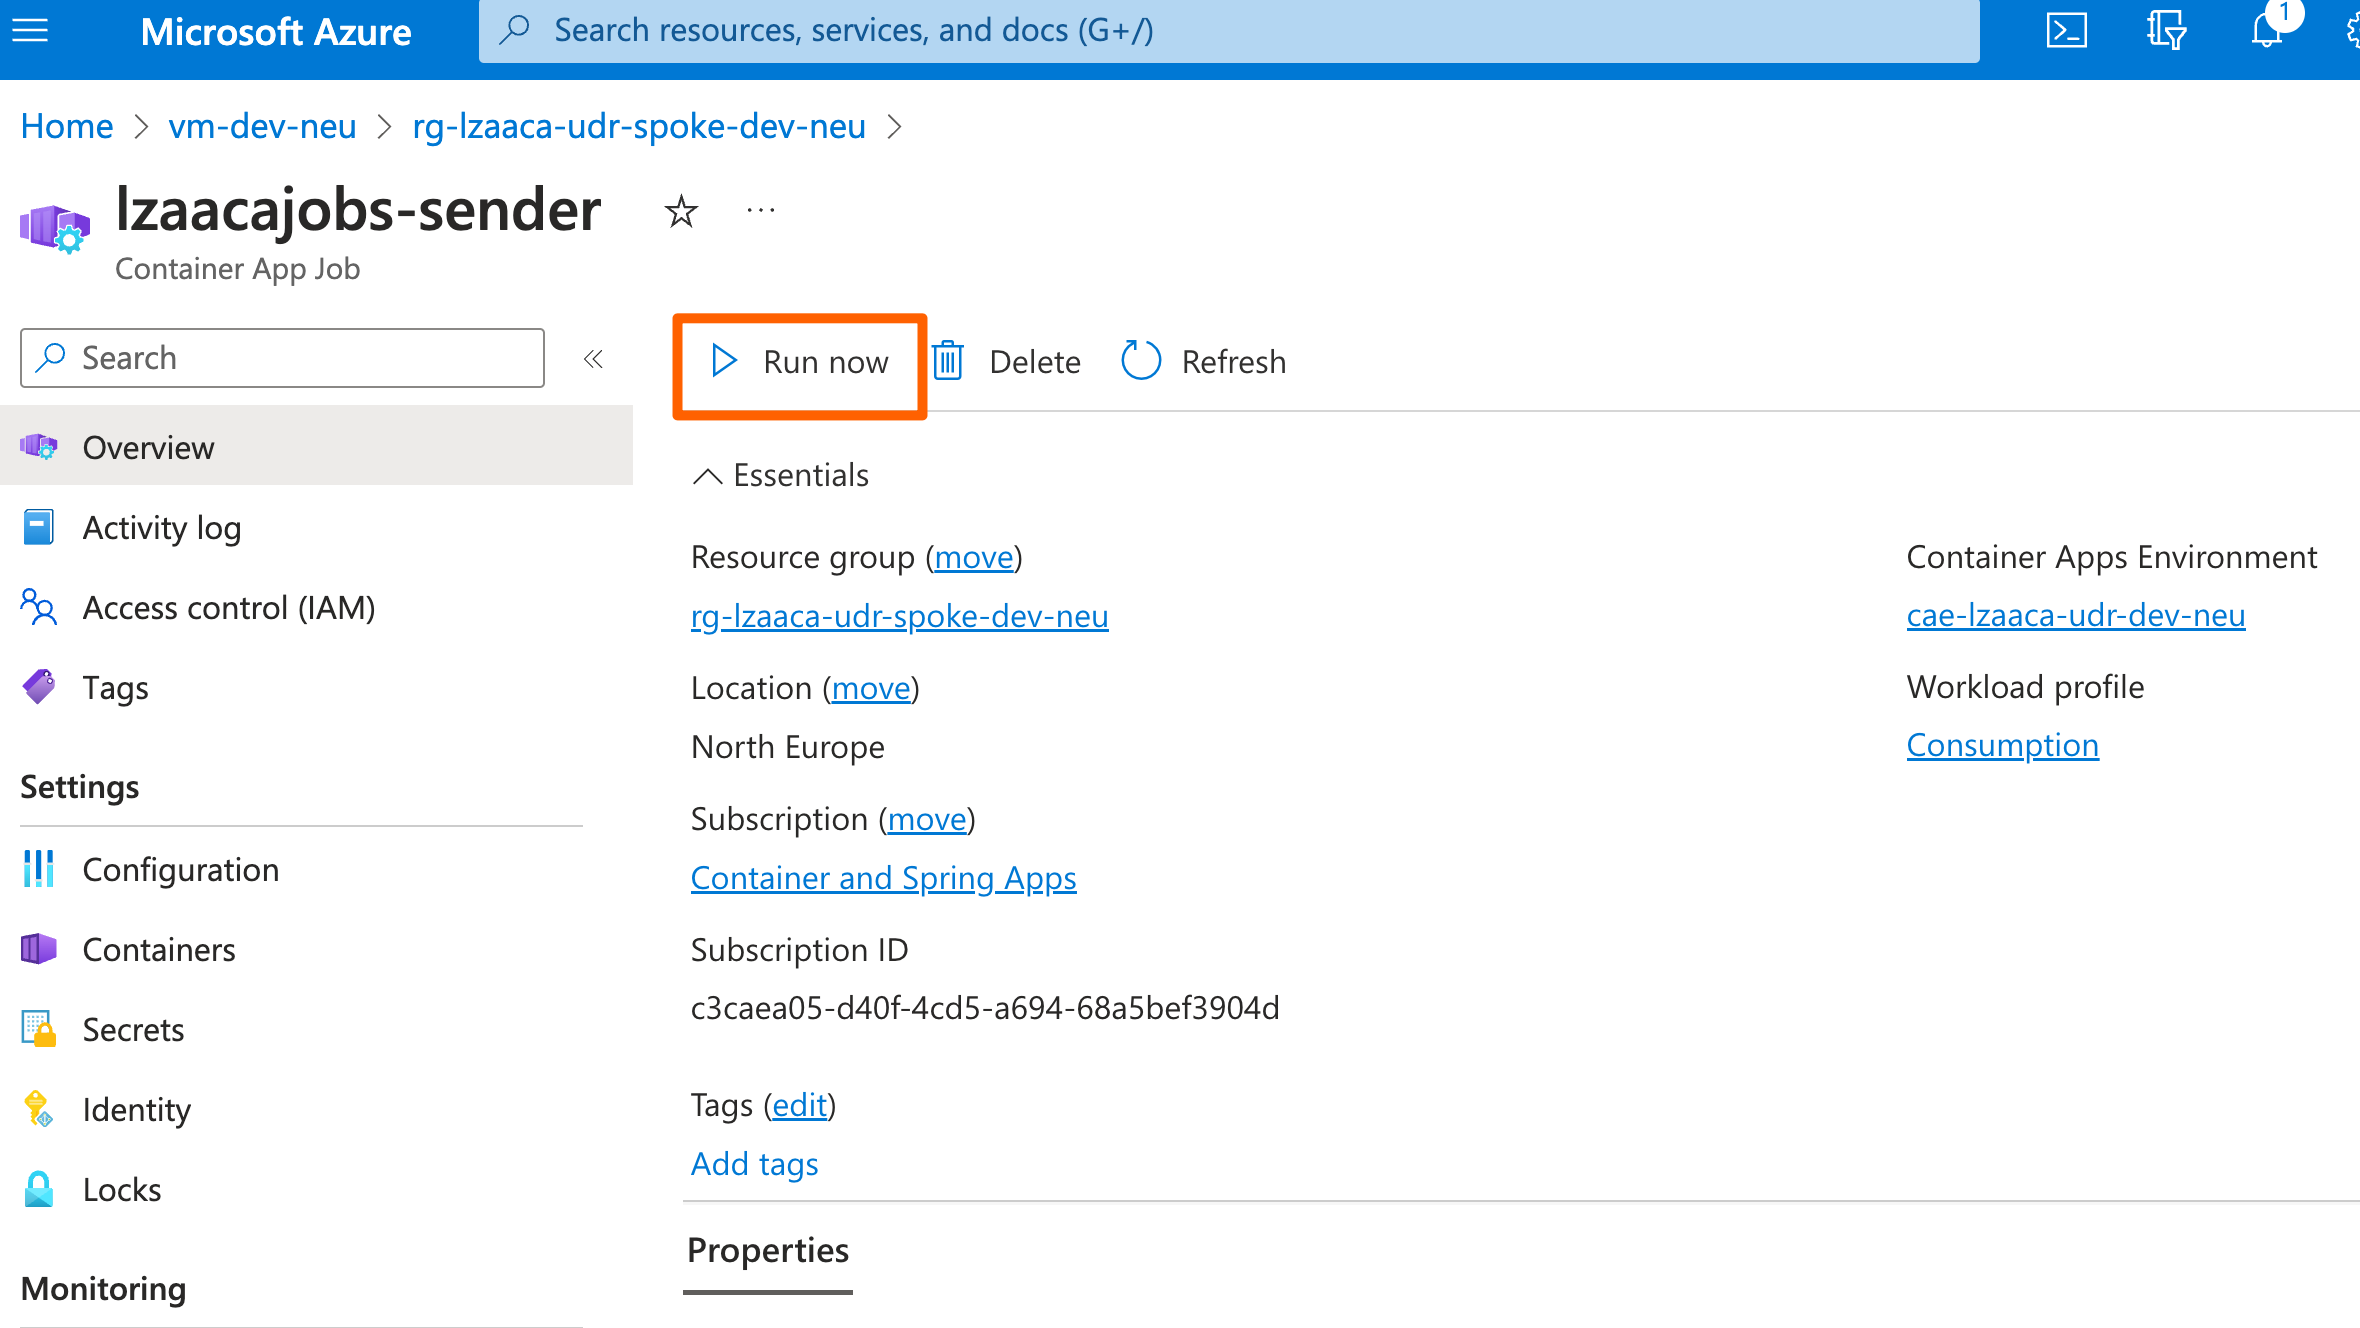 Microsoft Azure
Search resources, services, and docs (G+/)
1
Home > vm-dev-neu > rg-lzaaca-udr-spoke-dev-neu >
lzaacajobs-sender
Container App Job
Search
Run now
Delete
Refresh
Overview
Activity log
Access control (IAM)
Tags
Settings
Configuration
Containers
Secrets
Identity
Locks
Monitoring
Essentials
Resource group (move)
rg-lzaaca-udr-spoke-dev-neu
Location (move)
North Europe
Subscription (move)
Container and Spring Apps
Subscription ID
c3caea05-d40f-4cd5-a694-68a5bef3904d
Container Apps Environment
cae-lzaaca-udr-dev-neu
Workload profile
Consumption
Tags (edit)
Add tags
Properties